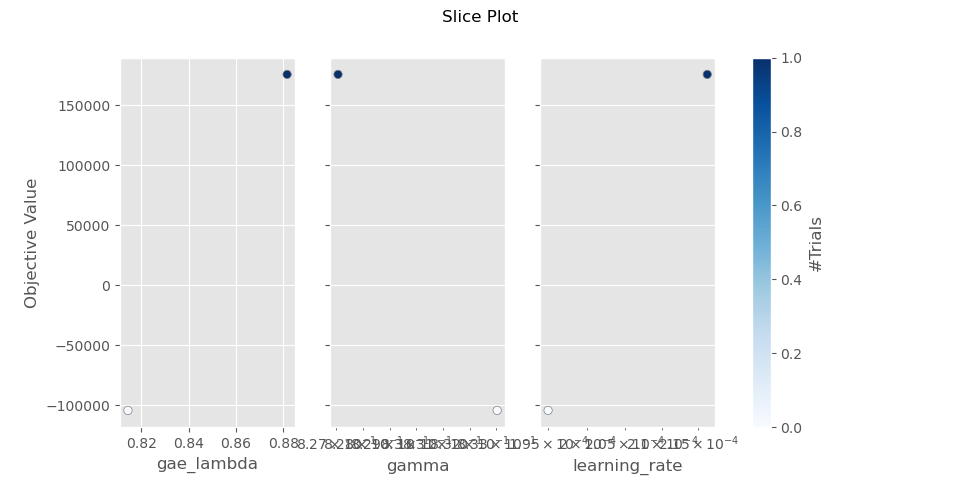 Slice Plot
Objective Value
150000
100000
50000
0
−50000
−100000
0.82 0.84 0.86 0.88
gae_lambda
gamma
learning_rate
1.0
0.8
0.6
0.4
0.2
0.0
#Trials